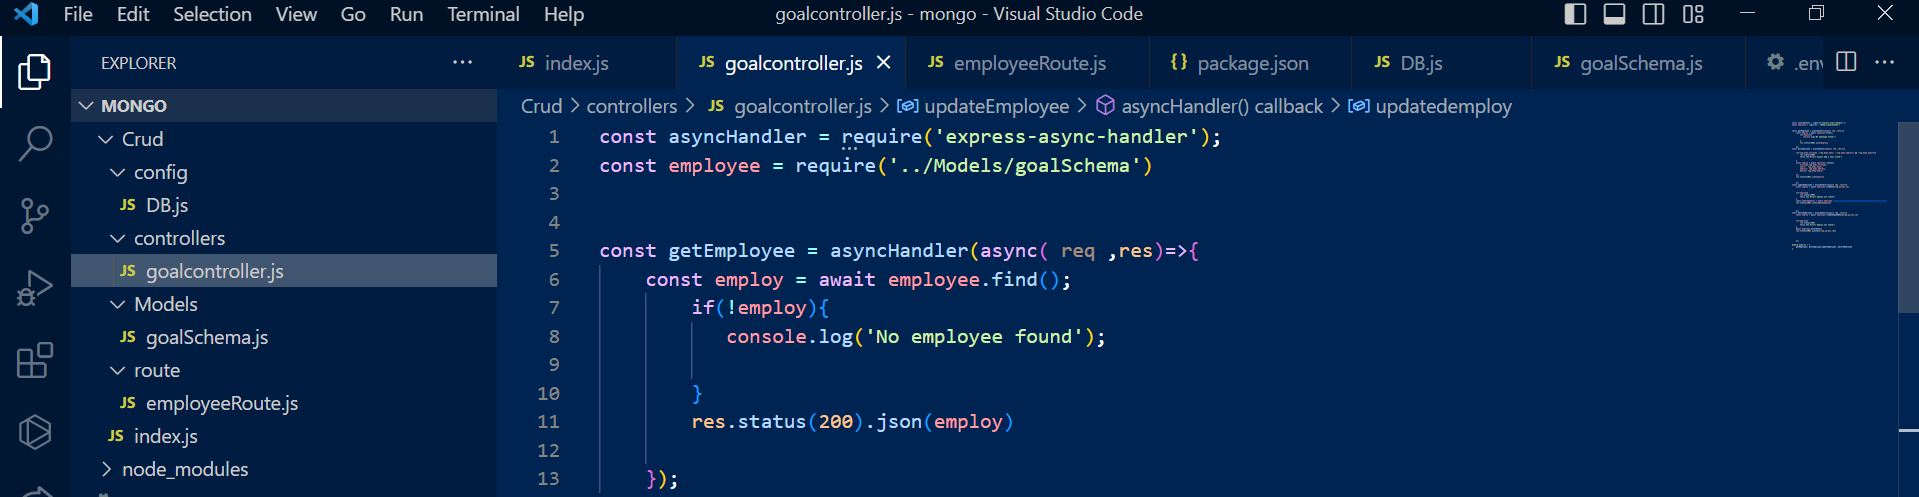 File Edit Selection View Go Run Terminal Help goalcontroller.js - mongo - Visual Studio Code
EXPLORER
MONGO
Crud
config
JS DB.js
controllers
JS goalcontroller.js
Models
JS goalSchema.js
route
JS employeeRoute.js
JS index.js
node_modules
JS index.js JS goalcontroller.js JS employeeRoute.js {} package.json JS DB.js JS goalSchema.js .env
Crud > controllers > JS goalcontroller.js > updateEmployee > asyncHandler() callback > updatedemploy
1 const asyncHandler = require('express-async-handler');
2 const employee = require('../Models/goalSchema')
3
4
5 const getEmployee = asyncHandler(async( req ,res)=>{
6 const employ = await employee.find();
7 if(!employ){
8 console.log('No employee found');
9
10 }
11 res.status(200).json(employ)
12
13 });